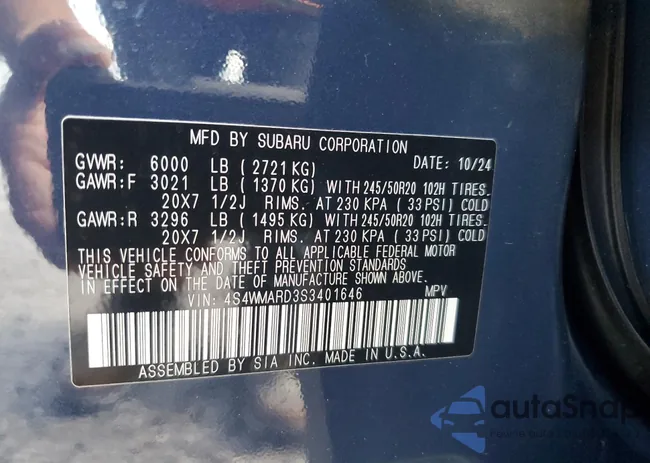 MFD BY SUBARU CORPORATION
GVWR: 6000 LB ( 2721 KG) DATE: 10/24
GAWR:F 3021 LB ( 1370 KG) WITH 245/50R20 102H TIRES.
20X7 1/2J RIMS. AT 230 KPA ( 33 PSI) COLD
GAWR:R 3296 LB ( 1495 KG) WITH 245/50R20 102H TIRES.
20X7 1/2J RIMS. AT 230 KPA ( 33 PSI) COLD
THIS VEHICLE CONFORMS TO ALL APPLICABLE FEDERAL MOTOR
VEHICLE SAFETY AND THEFT PREVENTION STANDARDS
IN EFFECT ON THE DATE OF MANUFACTURE SHOWN ABOVE.
VIN: 4S4WMARD3S3401646 MPV
ASSEMBLED BY SIA INC. MADE IN U.S.A.
autaSnap